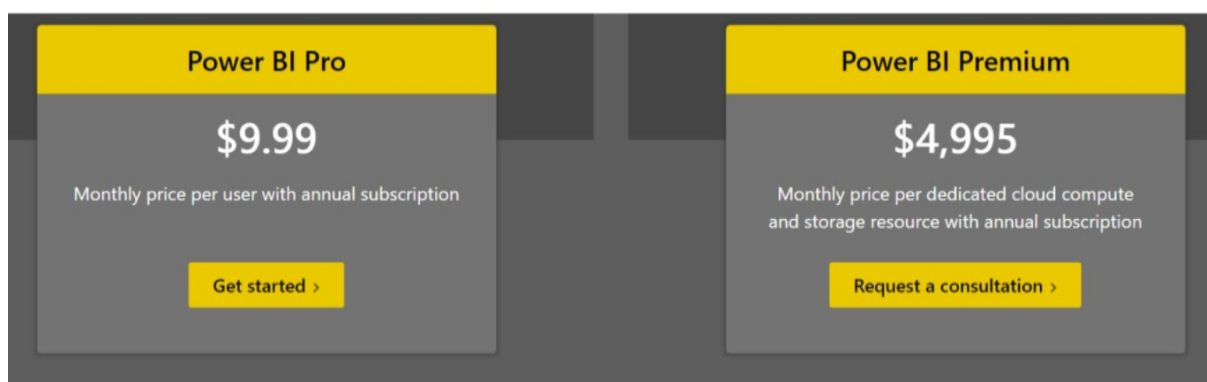 Power BI Pro
$9.99
Monthly price per user with annual subscription
Get started >
Power BI Premium
$4,995
Monthly price per dedicated cloud compute
and storage resource with annual subscription
Request a consultation >